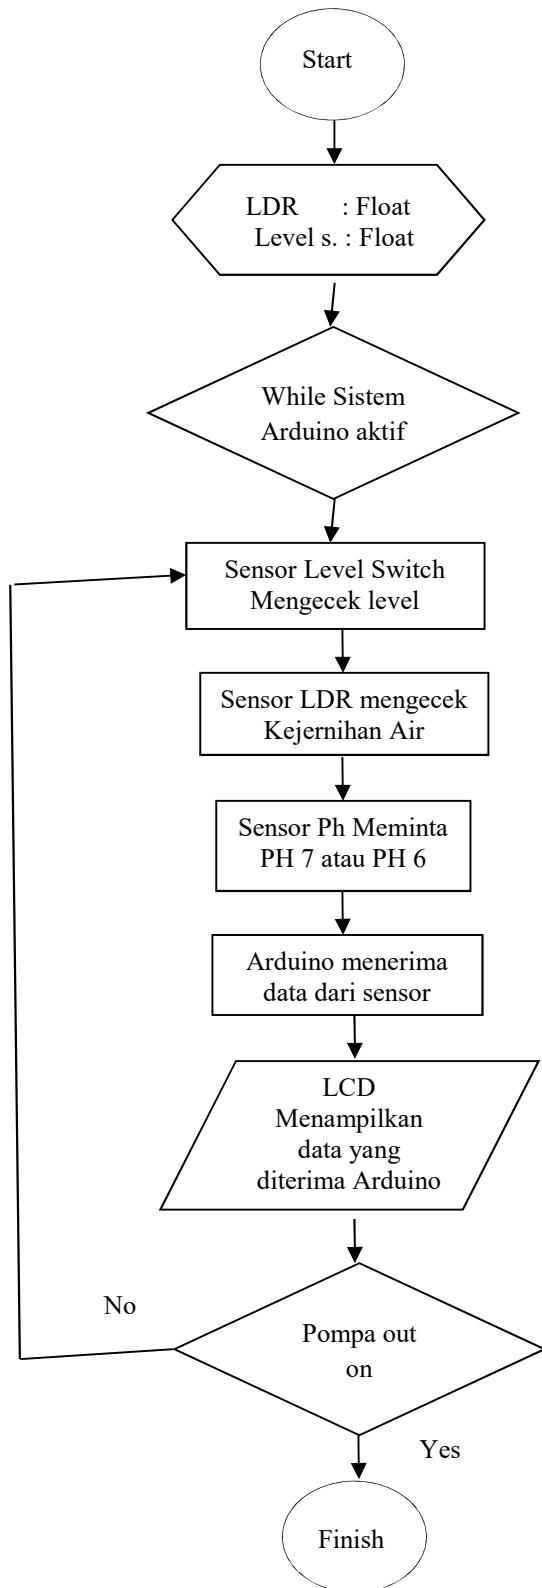 Start
LDR : Float
Level s. : Float
While Sistem
Arduino aktif
Sensor Level Switch
Mengecek level
Sensor LDR mengecek
Kejernihan Air
Sensor Ph Meminta
PH 7 atau PH 6
Arduino menerima
data dari sensor
LCD
Menampilkan
data yang
diterima Arduino
No
Pompa out
on
Yes
Finish